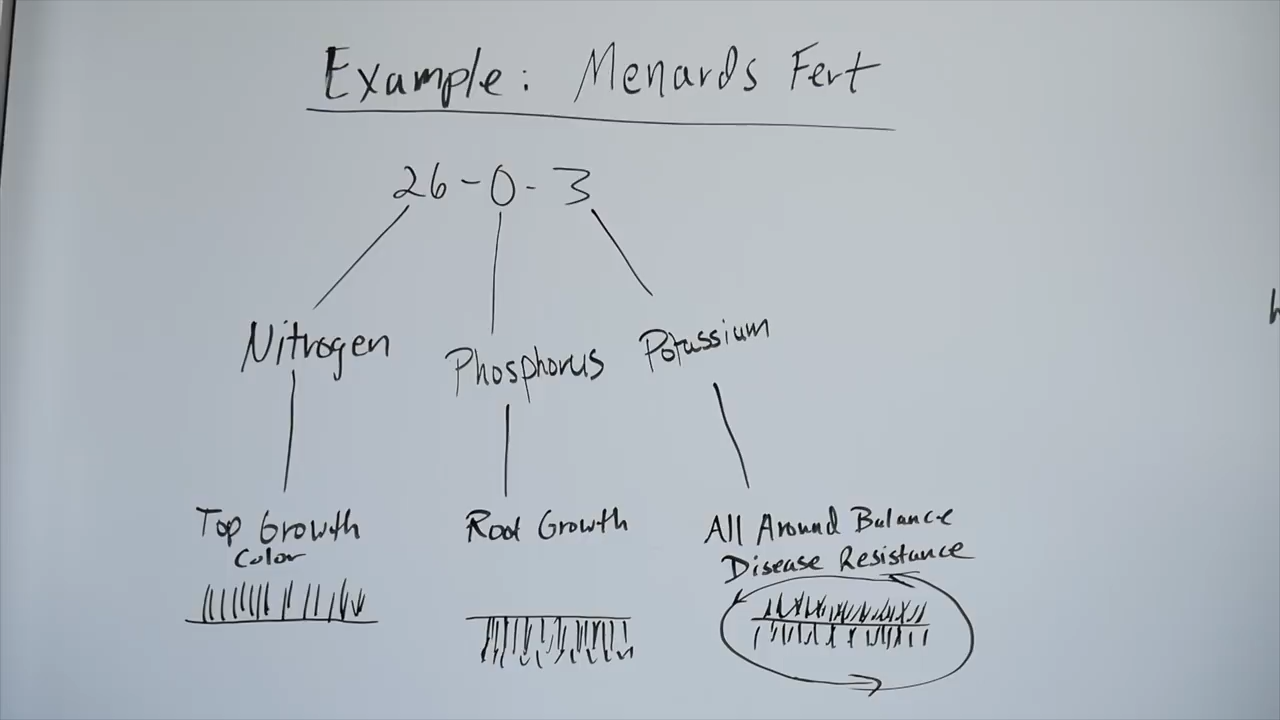 Example: Menards Fert
26-0-3
Nitrogen
Phosphorus
Potassium
Top Growth
Color
Root Growth
All Around Balance
Disease Resistance